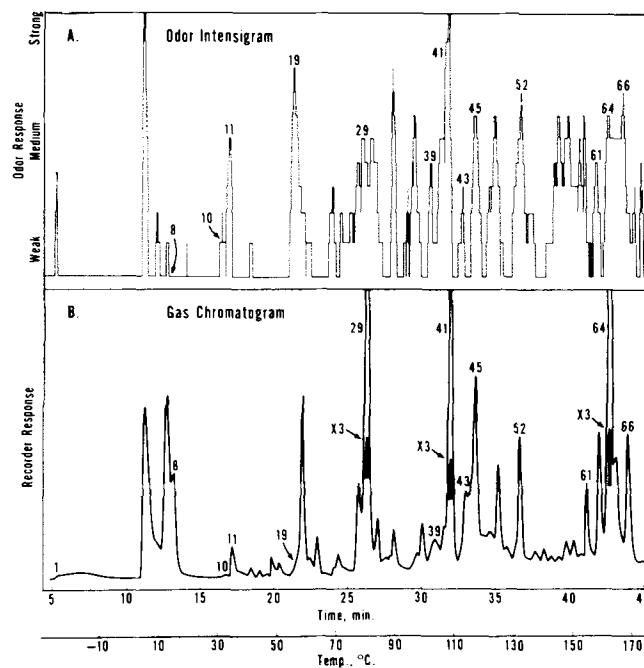 Strong
A. Odor Intensigram
41
19
52
66
11
45
64
29
39
61
43
10
8
Odor Response
Medium
Weak
B. Gas Chromatogram
29
41
64
45
X3
X3
X3
52
66
8
43
61
11
39
19
10
1
Recorder Response
5 10 11 20 25 30 35 40 4
Time, min.
-10 10 30 50 70 90 110 130 150 170
Temp., °C.